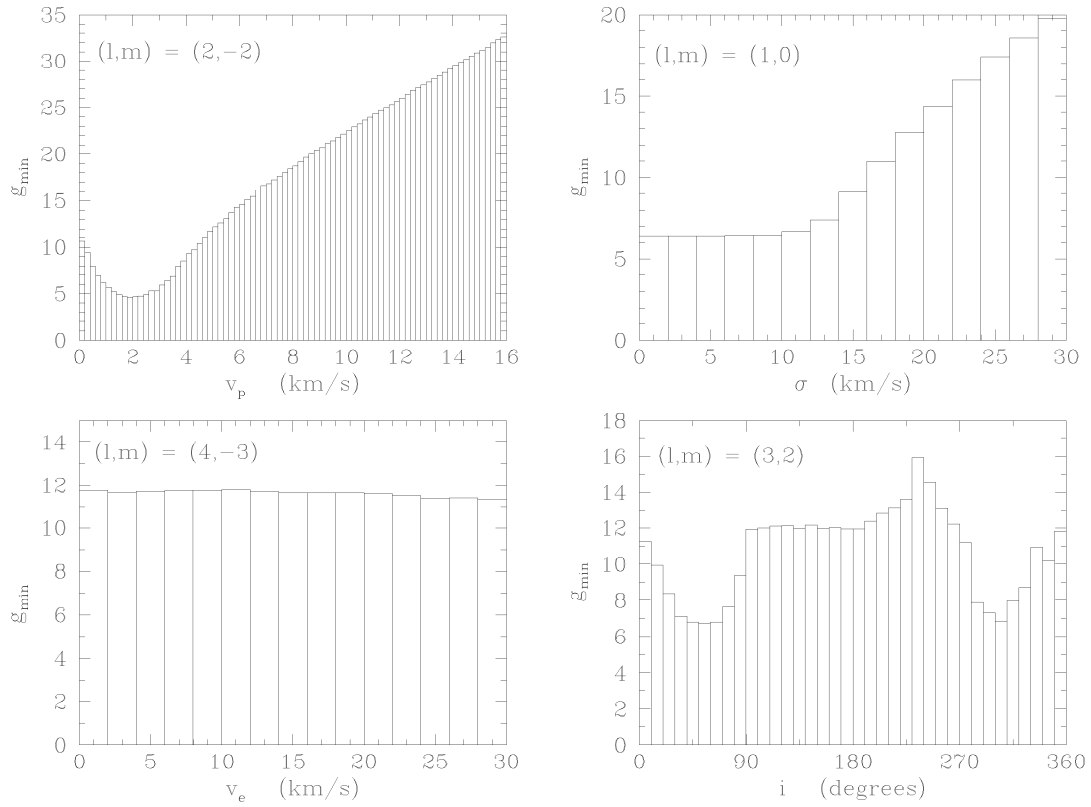 35
30
25
20
15
10
5
0
g_min
(l,m) = (2,−2)
0 2 4 6 8 10 12 14 16
v_p (km/s)
20
15
10
5
0
g_min
(l,m) = (1,0)
0 5 10 15 20 25 30
σ (km/s)
14
12
10
8
6
4
2
0
g_min
(l,m) = (4,−3)
0 5 10 15 20 25 30
v_e (km/s)
18
16
14
12
10
8
6
4
2
0
g_min
(l,m) = (3,2)
0 90 180 270 360
i (degrees)